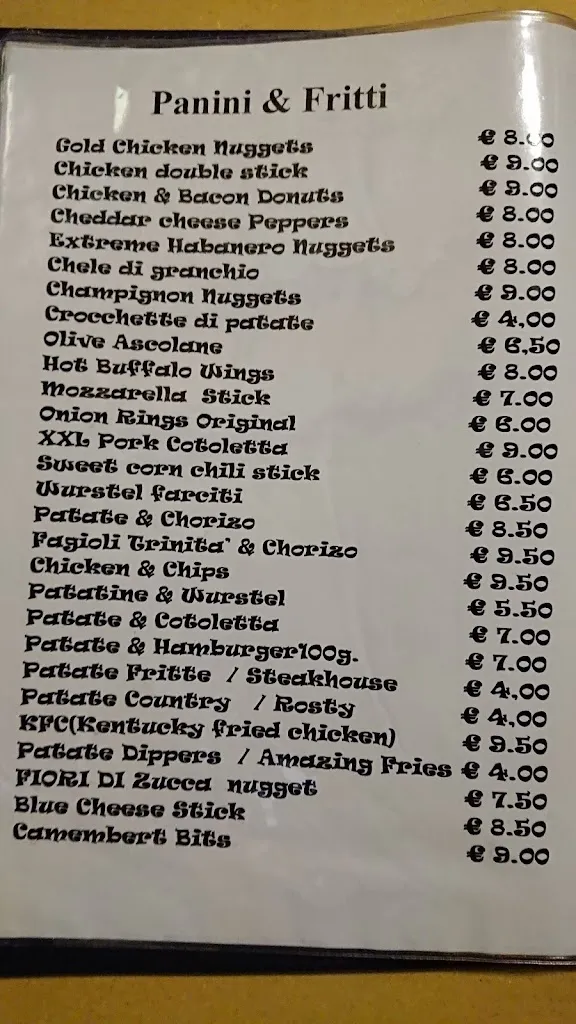 Panini & Fritti
Gold Chicken Nuggets € 8.00
Chicken double stick € 9.00
Chicken & Bacon Donuts € 9.00
Cheddar cheese Peppers € 8.00
Extreme Habanero Nuggets € 8.00
Chele di granchio € 8.00
Champignon Nuggets € 9.00
Crocchette di patate € 4,00
Olive Ascolane € 6,50
Hot Buffalo Wings € 8.00
Mozzarella Stick € 7.00
Onion Rings Original € 6.00
XXL Pork Cotoletta € 9.00
Sweet corn chili stick € 6.00
Wurstel farciti € 6.50
Patate & Chorizo € 8.50
Fagioli Trinita' & Chorizo € 9.50
Chicken & Chips € 9.50
Patatine & Wurstel € 5.50
Patate & Cotoletta € 7.00
Patate & Hamburger100g. € 7.00
Patate Fritte / Steakhouse € 4,00
Patate Country / Rosty € 4,00
KFC(Kentucky fried chicken) € 9.50
Patate Dippers / Amazing Fries € 4.00
FIORI DI Zucca nugget € 7.50
Blue Cheese Stick € 8.50
Camembert Bits € 9.00